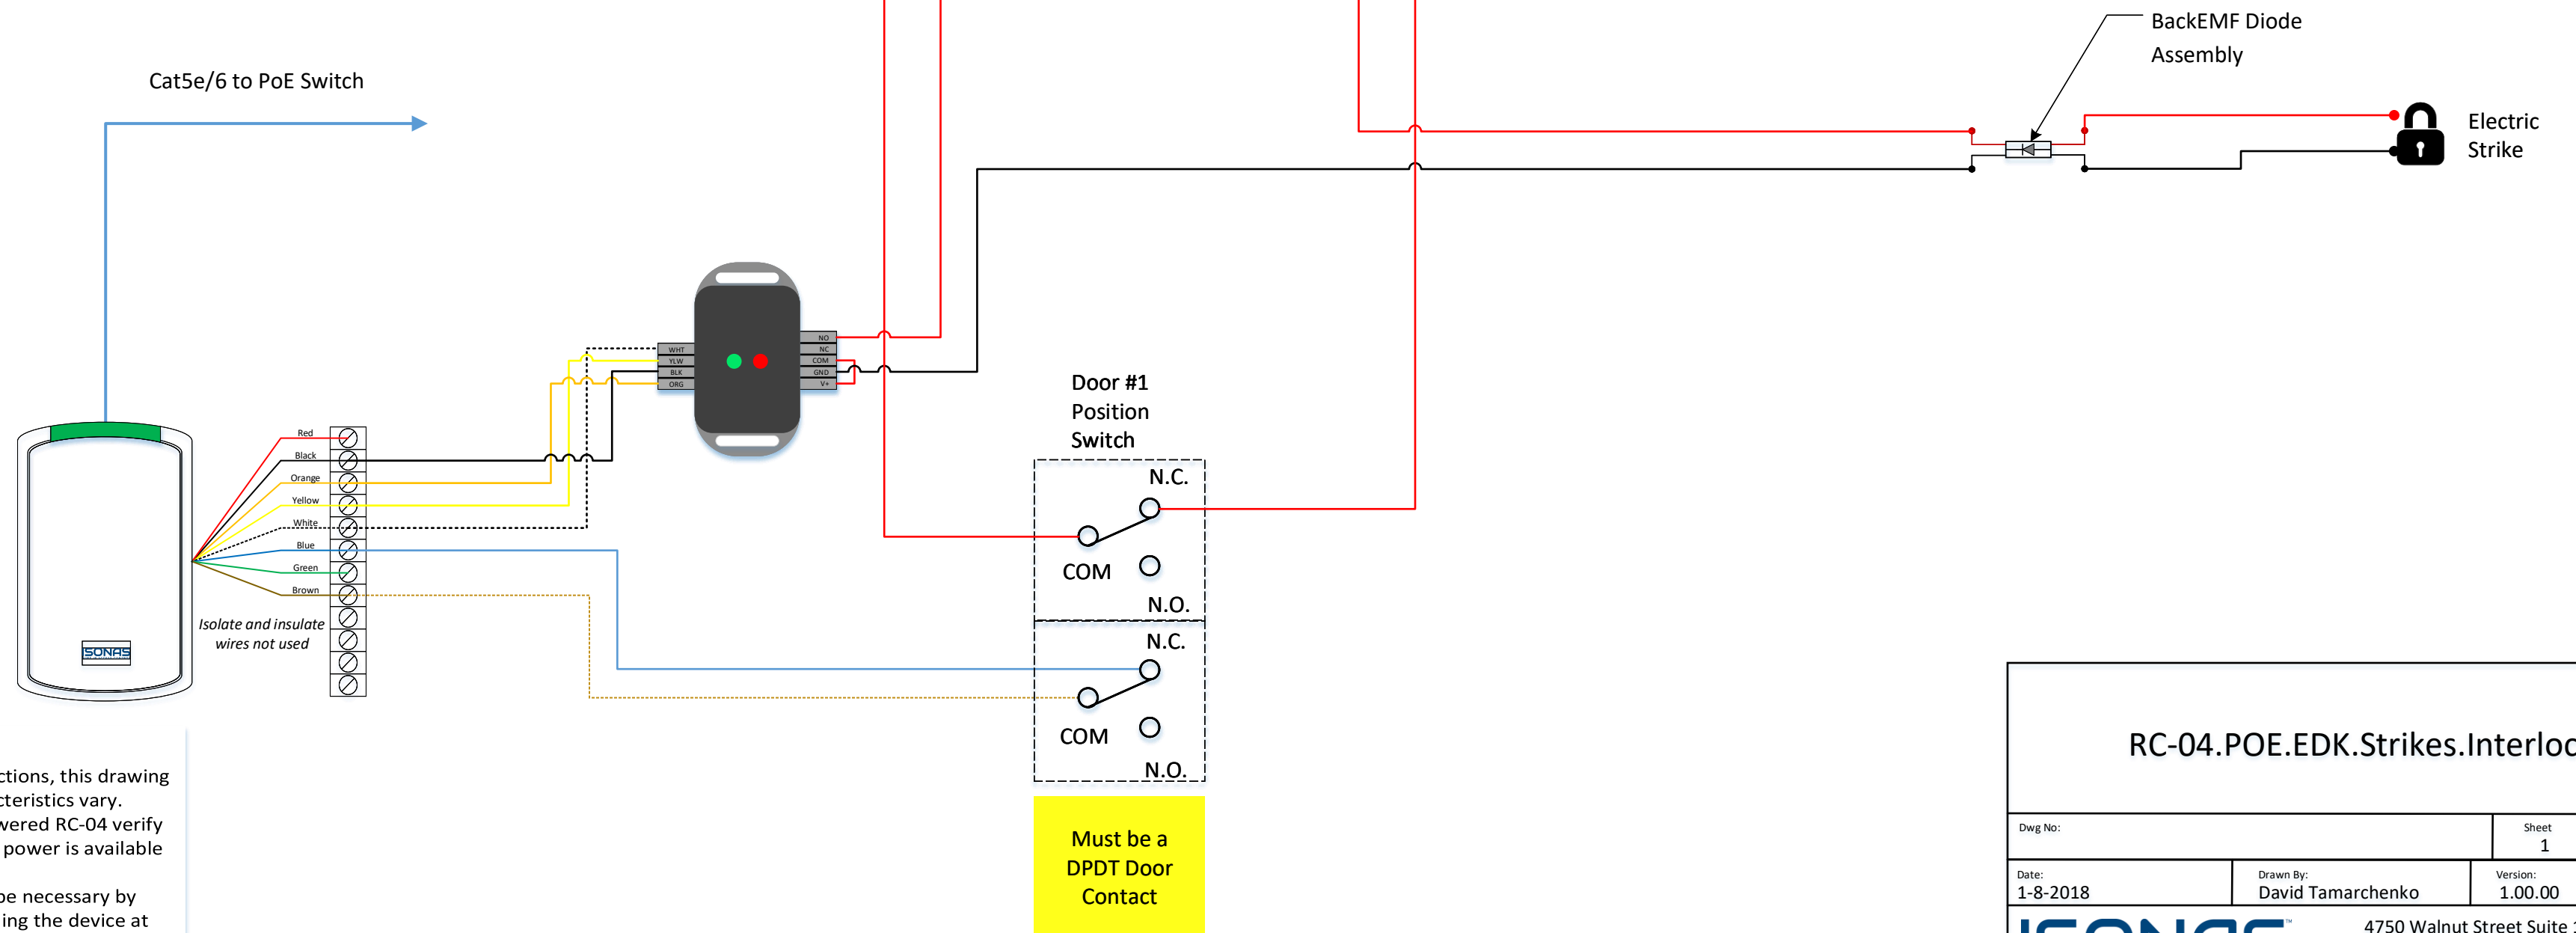 BackEMF Diode
Assembly
Cat5e/6 to PoE Switch
Electric
Strike
NO
NC
COM
GND
V+
WHT
YLW
BLK
ORG
Door #1
Position
Switch
Red
Black
Orange
Yellow
White
Blue
Green
Brown
Isolate and insulate
wires not used
ISONAS
N.C.
COM
N.O.
N.C.
COM
N.O.
Must be a
DPDT Door
Contact
ctions, this drawing
cteristics vary.
wered RC-04 verify
power is available
be necessary by
ing the device at
RC-04.POE.EDK.Strikes.Interloc
Dwg No:
Sheet
1
Date:
1-8-2018
Drawn By:
David Tamarchenko
Version:
1.00.00
ISONAS™
4750 Walnut Street Suite